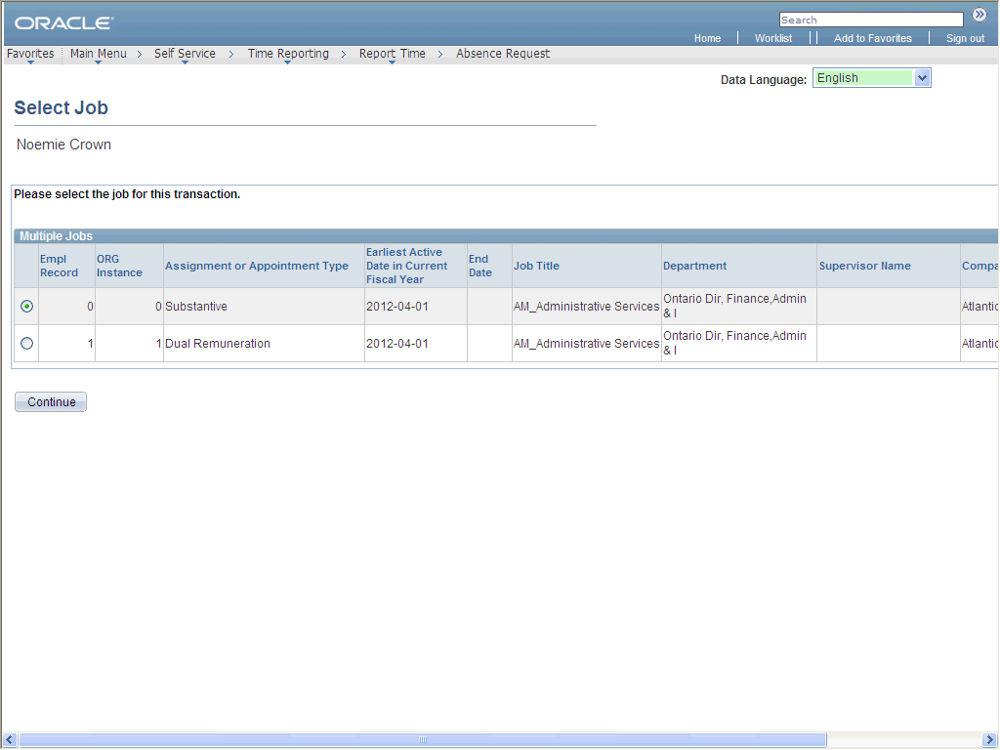 ORACLE
Search
Home Worklist Add to Favorites Sign out
Favorites Main Menu > Self Service > Time Reporting > Report Time > Absence Request
Data Language: English
Select Job
Noemie Crown
Please select the job for this transaction.
Multiple Jobs
Empl Record
ORG Instance
Assignment or Appointment Type
Earliest Active Date in Current Fiscal Year
End Date
Job Title
Department
Supervisor Name
Compa
0 0 Substantive 2012-04-01 AM_Administrative Services Ontario Dir, Finance,Admin & I Atlantic
1 1 Dual Remuneration 2012-04-01 AM_Administrative Services Ontario Dir, Finance,Admin & I Atlantic
Continue